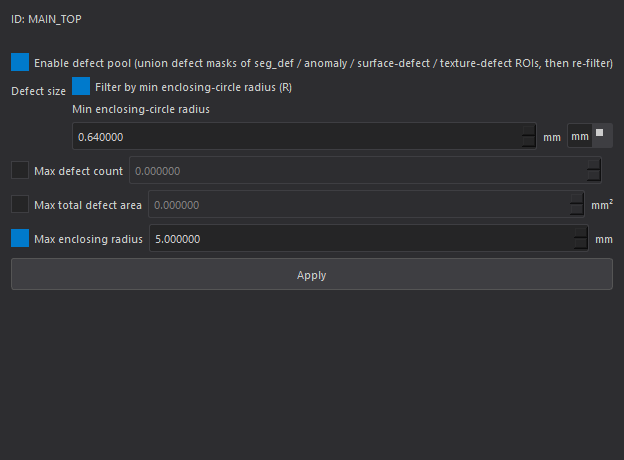 ID: MAIN_TOP
Enable defect pool (union defect masks of seg_def / anomaly / surface-defect / texture-defect ROIs, then re-filter)
Defect size
Filter by min enclosing-circle radius (R)
Min enclosing-circle radius
0.640000 mm mm
Max defect count 0.000000
Max total defect area 0.000000 mm²
Max enclosing radius 5.000000 mm
Apply